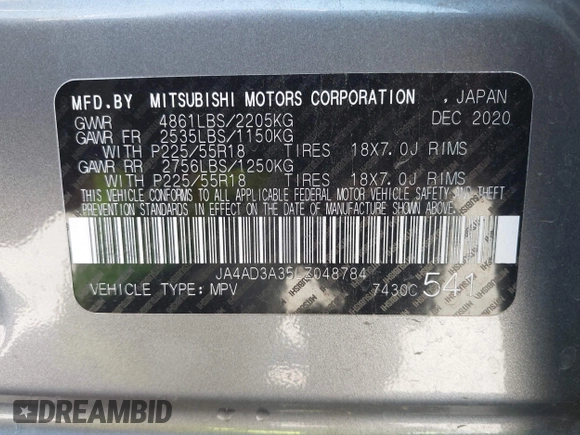 MFD.BY MITSUBISHI MOTORS CORPORATION , JAPAN
GVWR 4861LBS/2205KG DEC 2020
GAWR FR 2535LBS/1150KG
WITH P225/55R18 TIRES 18X7.0J RIMS
GAWR RR 2756LBS/1250KG
WITH P225/55R18 TIRES 18X7.0J RIMS
THIS VEHICLE CONFORMS TO ALL APPLICABLE FEDERAL MOTOR VEHICLE SAFETY AND THEFT
PREVENTION STANDARDS IN EFFECT ON THE DATE OF MANUFACTURE SHOWN ABOVE.
JA4AD3A35LZ048784
VEHICLE TYPE: MPV 7430C 541
DREAMBID